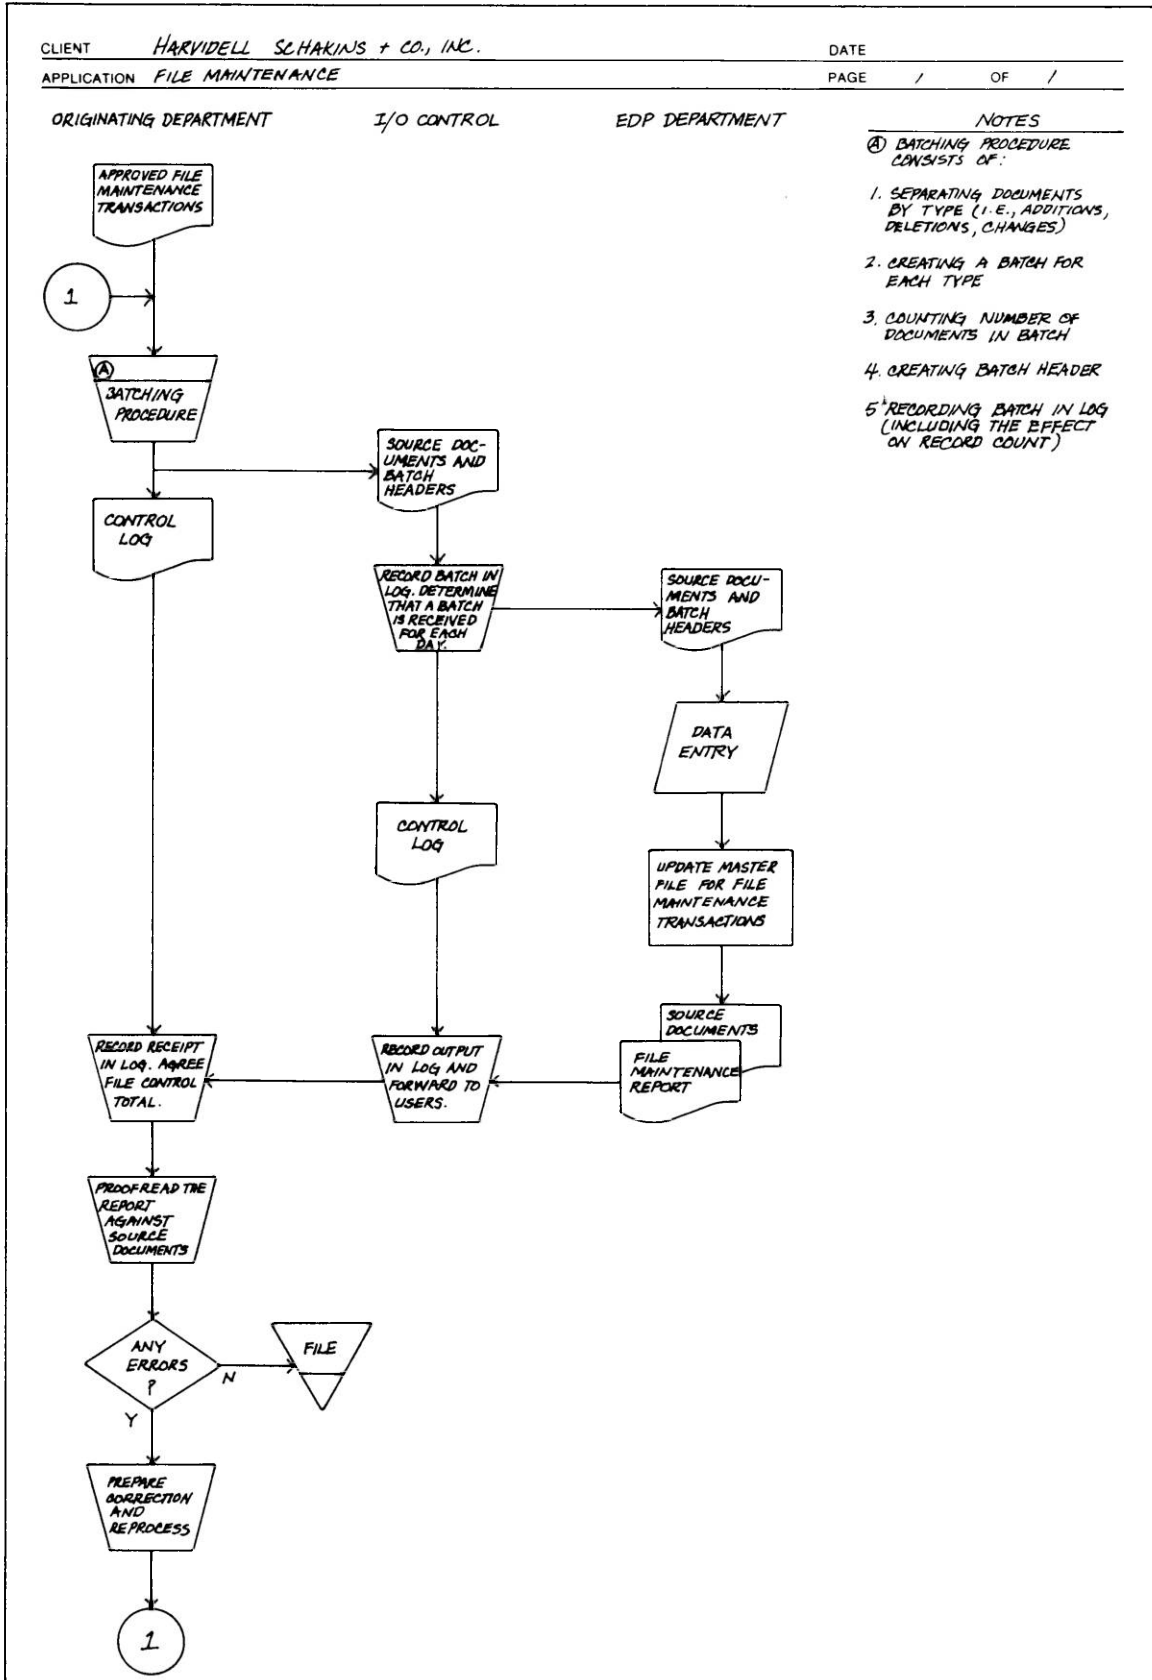 CLIENT HARVIDELL SCHAKINS + CO., INC. DATE
APPLICATION FILE MAINTENANCE PAGE 1 OF 1
ORIGINATING DEPARTMENT I/O CONTROL EDP DEPARTMENT NOTES
APPROVED FILE
MAINTENANCE
TRANSACTIONS
1
A
BATCHING
PROCEDURE
CONTROL
LOG
SOURCE DOC-
UMENTS AND
BATCH
HEADERS
RECORD BATCH IN
LOG. DETERMINE
THAT A BATCH
IS RECEIVED
FOR EACH
DAY.
CONTROL
LOG
SOURCE DOCU-
MENTS AND
BATCH
HEADERS
DATA
ENTRY
UPDATE MASTER
FILE FOR FILE
MAINTENANCE
TRANSACTIONS
SOURCE
DOCUMENTS
FILE
MAINTENANCE
REPORT
RECORD OUTPUT
IN LOG AND
FORWARD TO
USERS.
RECORD RECEIPT
IN LOG. AGREE
FILE CONTROL
TOTAL.
PROOFREAD THE
REPORT
AGAINST
SOURCE
DOCUMENTS
ANY
ERRORS
?
N
FILE
Y
PREPARE
CORRECTION
AND
REPROCESS
1
A BATCHING PROCEDURE
CONSISTS OF:
1. SEPARATING DOCUMENTS
BY TYPE (I.E., ADDITIONS,
DELETIONS, CHANGES)
2. CREATING A BATCH FOR
EACH TYPE
3. COUNTING NUMBER OF
DOCUMENTS IN BATCH
4. CREATING BATCH HEADER
5. RECORDING BATCH IN LOG
(INCLUDING THE EFFECT
ON RECORD COUNT)